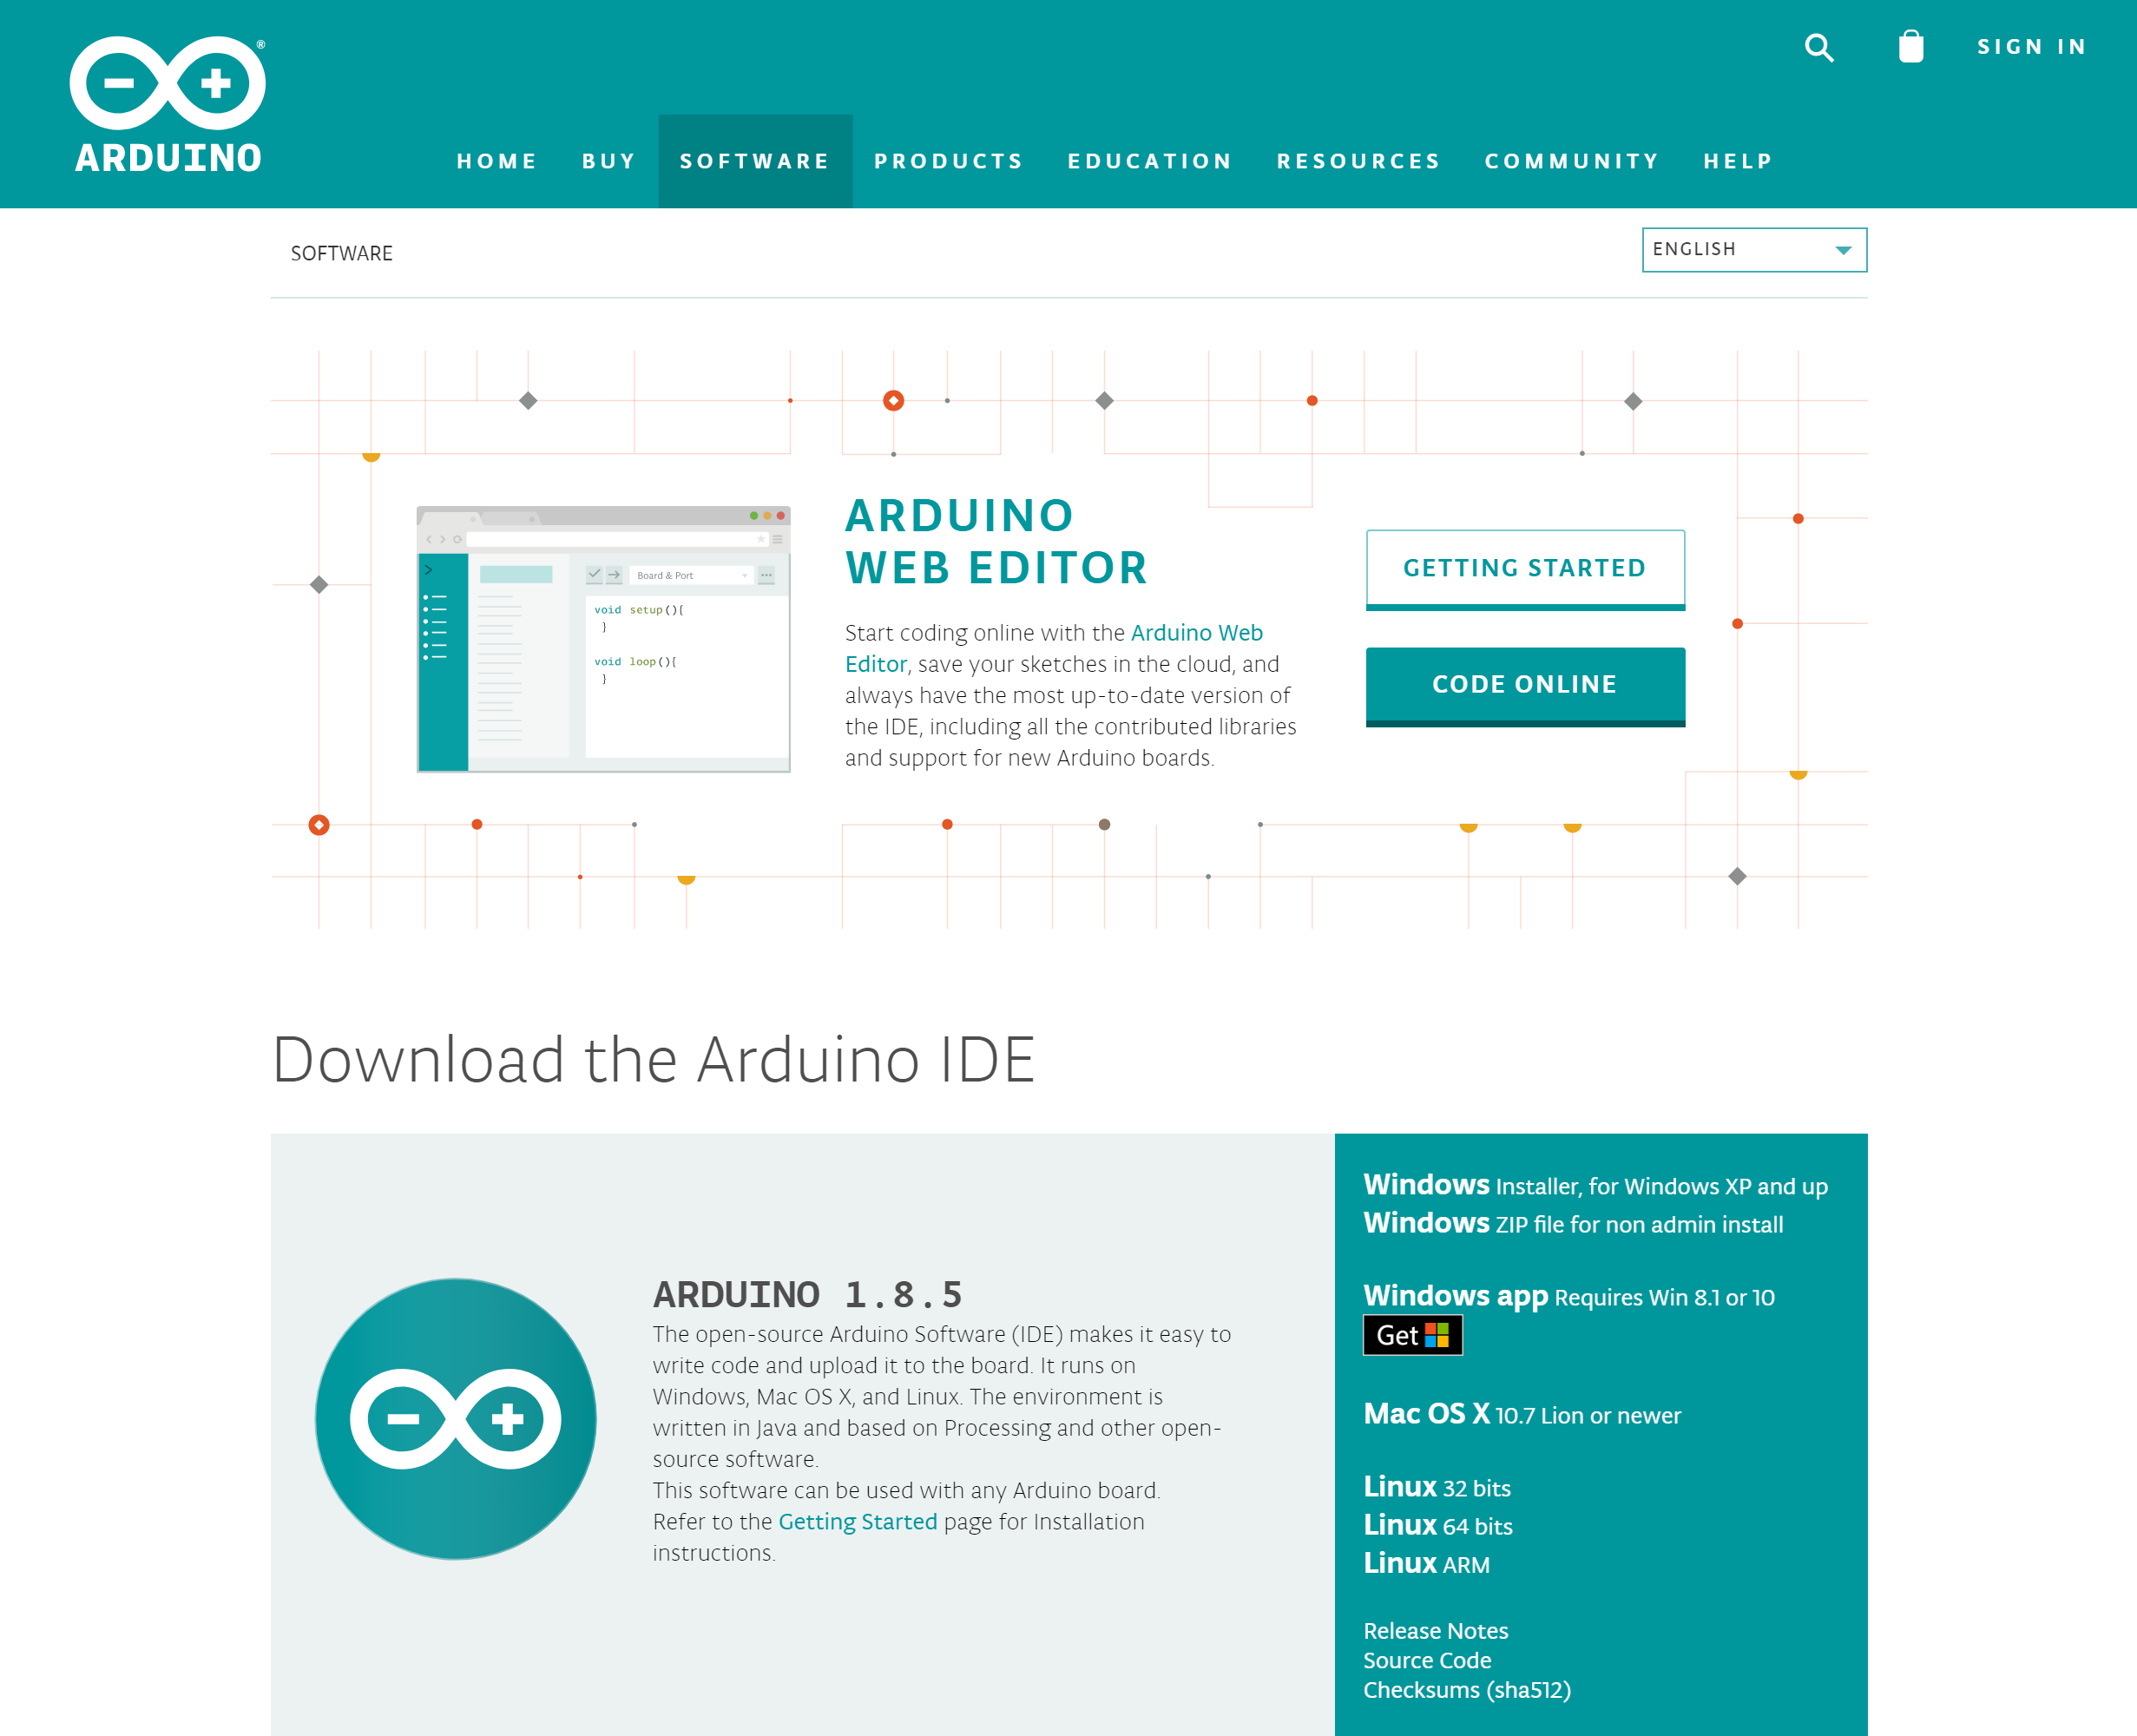 ®
SIGN IN
ARDUINO
HOME BUY SOFTWARE PRODUCTS EDUCATION RESOURCES COMMUNITY HELP
SOFTWARE
ENGLISH
Board & Port
void setup(){
}
void loop(){
}
ARDUINO
WEB EDITOR
Start coding online with the Arduino Web
Editor, save your sketches in the cloud, and
always have the most up-to-date version of
the IDE, including all the contributed libraries
and support for new Arduino boards.
GETTING STARTED
CODE ONLINE
Download the Arduino IDE
ARDUINO 1.8.5
The open-source Arduino Software (IDE) makes it easy to
write code and upload it to the board. It runs on
Windows, Mac OS X, and Linux. The environment is
written in Java and based on Processing and other open-
source software.
This software can be used with any Arduino board.
Refer to the Getting Started page for Installation
instructions.
Windows Installer, for Windows XP and up
Windows ZIP file for non admin install
Windows app Requires Win 8.1 or 10
Get
Mac OS X 10.7 Lion or newer
Linux 32 bits
Linux 64 bits
Linux ARM
Release Notes
Source Code
Checksums (sha512)